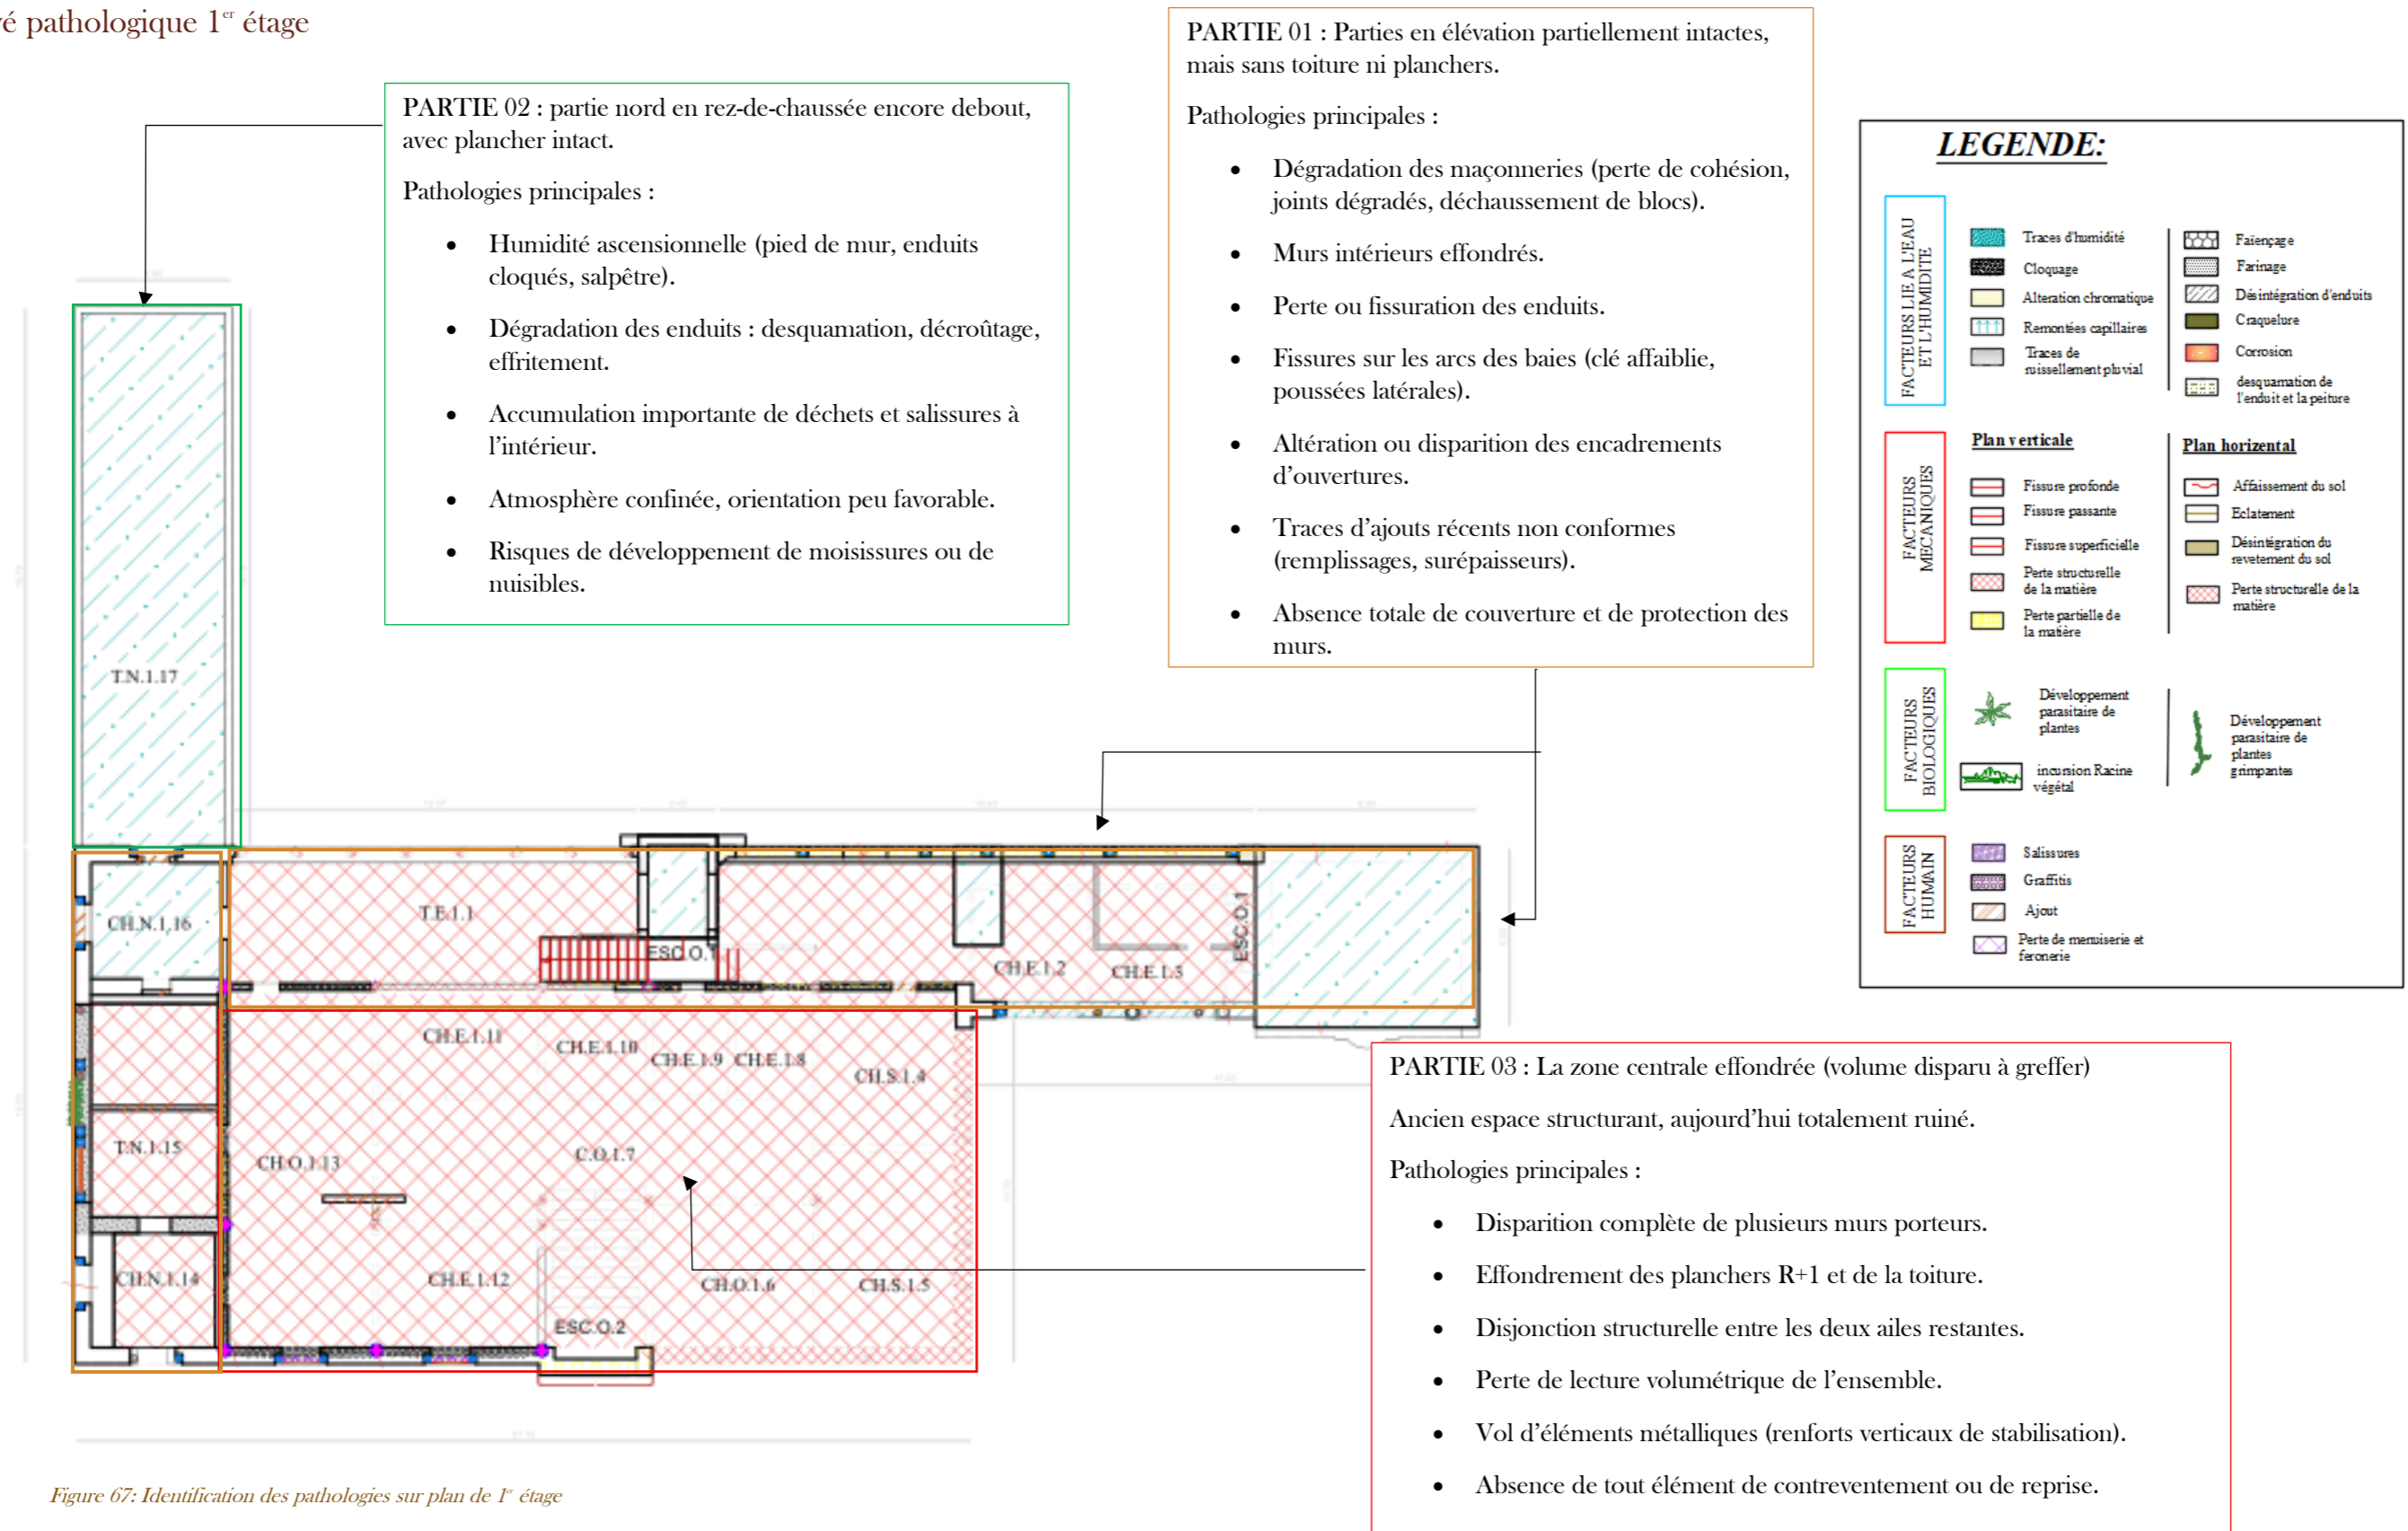 é pathologique 1er étage
PARTIE 02 : partie nord en rez-de-chaussée encore debout,
avec plancher intact.
Pathologies principales :
• Humidité ascensionnelle (pied de mur, enduits
cloqués, salpêtre).
• Dégradation des enduits : desquamation, décroûtage,
effritement.
• Accumulation importante de déchets et salissures à
l'intérieur.
• Atmosphère confinée, orientation peu favorable.
• Risques de développement de moisissures ou de
nuisibles.
PARTIE 01 : Parties en élévation partiellement intactes,
mais sans toiture ni planchers.
Pathologies principales :
• Dégradation des maçonneries (perte de cohésion,
joints dégradés, déchaussement de blocs).
• Murs intérieurs effondrés.
• Perte ou fissuration des enduits.
• Fissures sur les arcs des baies (clé affaiblie,
poussées latérales).
• Altération ou disparition des encadrements
d'ouvertures.
• Traces d'ajouts récents non conformes
(remplissages, surépaisseurs).
• Absence totale de couverture et de protection des
murs.
LEGENDE:
FACTEURS LIE A L'EAU
ET L'HUMIDITE
Traces d'humidité
Cloquage
Alteration chromatique
Remontées capillaires
Traces de
ruissellement pluvial
Faïençage
Farinage
Désintégration d'enduits
Craquelure
Corrosion
desquamation de
l'enduit et la peiture
FACTEURS
MECANIQUES
Plan verticale
Fissure profonde
Fissure passante
Fissure superficielle
Perte structurelle
de la matière
Perte partielle de
la matière
Plan horizental
Affaissement du sol
Eclatement
Désintégration du
revetement du sol
Perte structurelle de la
matière
FACTEURS
BIOLOGIQUES
Développement
parasitaire de
plantes
incursion Racine
végétal
Développement
parasitaire de
plantes
grimpantes
FACTEURS
HUMAIN
Salissures
Graffitis
Ajout
Perte de menuiserie et
feronerie
T.N.1.17
CH.N.1.16
T.E.1.1
ESC.O.1
CH.E.1.2
CH.E.1.3
ESC.O.1
CH.E.1.11
CH.E.1.10
CH.E.1.9
CH.E.1.8
CH.S.1.4
T.N.1.15
CH.O.1.13
C.O.1.7
CH.N.1.14
CH.E.1.12
CH.O.1.6
CH.S.1.5
ESC.O.2
PARTIE 03 : La zone centrale effondrée (volume disparu à greffer)
Ancien espace structurant, aujourd'hui totalement ruiné.
Pathologies principales :
• Disparition complète de plusieurs murs porteurs.
• Effondrement des planchers R+1 et de la toiture.
• Disjonction structurelle entre les deux ailes restantes.
• Perte de lecture volumétrique de l'ensemble.
• Vol d'éléments métalliques (renforts verticaux de stabilisation).
• Absence de tout élément de contreventement ou de reprise.
Figure 67: Identification des pathologies sur plan de 1er étage